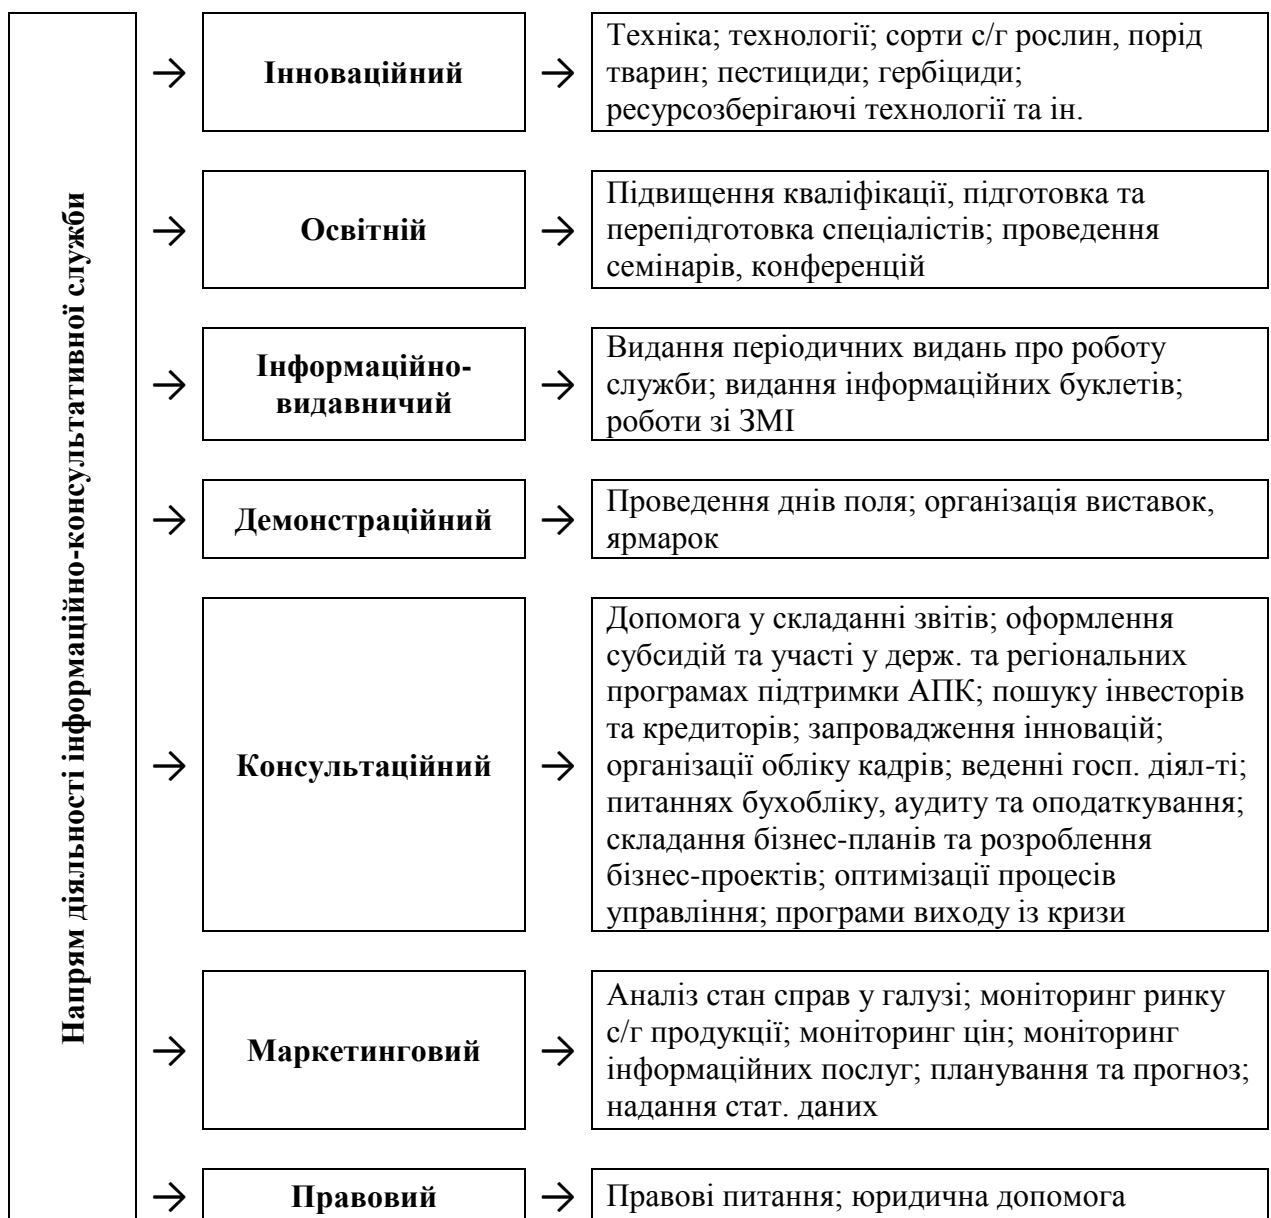 Напрям діяльності інформаційно-консультативної служби
Інноваційний
Техніка; технології; сорти с/г рослин, порід
тварин; пестициди; гербіциди;
ресурсозберігаючі технології та ін.
Освітній
Підвищення кваліфікації, підготовка та
перепідготовка спеціалістів; проведення
семінарів, конференцій
Інформаційно-
видавничий
Видання періодичних видань про роботу
служби; видання інформаційних буклетів;
роботи зі ЗМІ
Демонстраційний
Проведення днів поля; організація виставок,
ярмарок
Консультаційний
Допомога у складанні звітів; оформлення
субсидій та участі у держ. та регіональних
програмах підтримки АПК; пошуку інвесторів
та кредиторів; запровадження інновацій;
організації обліку кадрів; веденні госп. діял-ті;
питаннях бухобліку, аудиту та оподаткування;
складання бізнес-планів та розроблення
бізнес-проектів; оптимізації процесів
управління; програми виходу із кризи
Маркетинговий
Аналіз стан справ у галузі; моніторинг ринку
с/г продукції; моніторинг цін; моніторинг
інформаційних послуг; планування та прогноз;
надання стат. даних
Правовий
Правові питання; юридична допомога